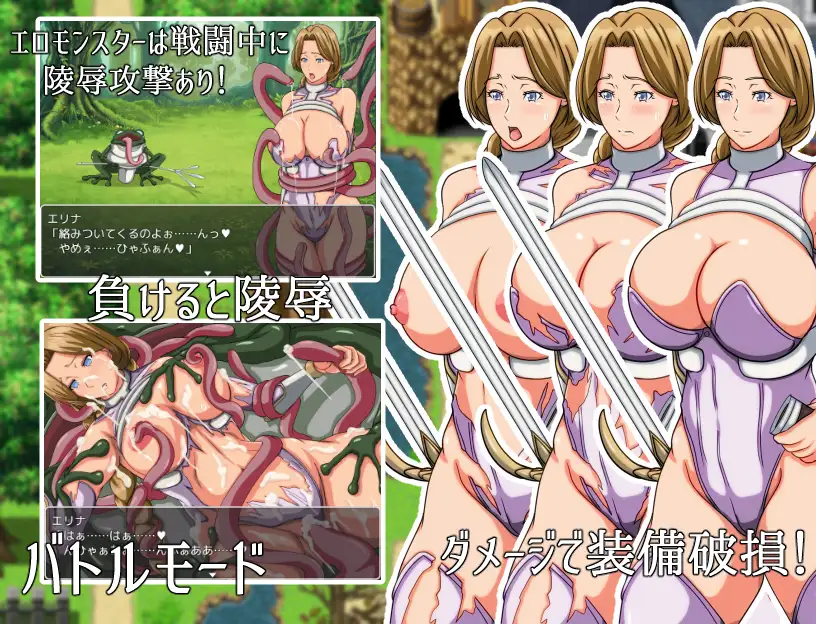 エロモンスターは戦闘中に
陵辱攻撃あり!
エリナ
「絡みついてくるのよぉ……んっ♥
やめぇ……ひゃふぁん♥」
負けると陵辱
エリナ
はぁ……はぁ……♥
バトルモード
ダメージで装備破損!